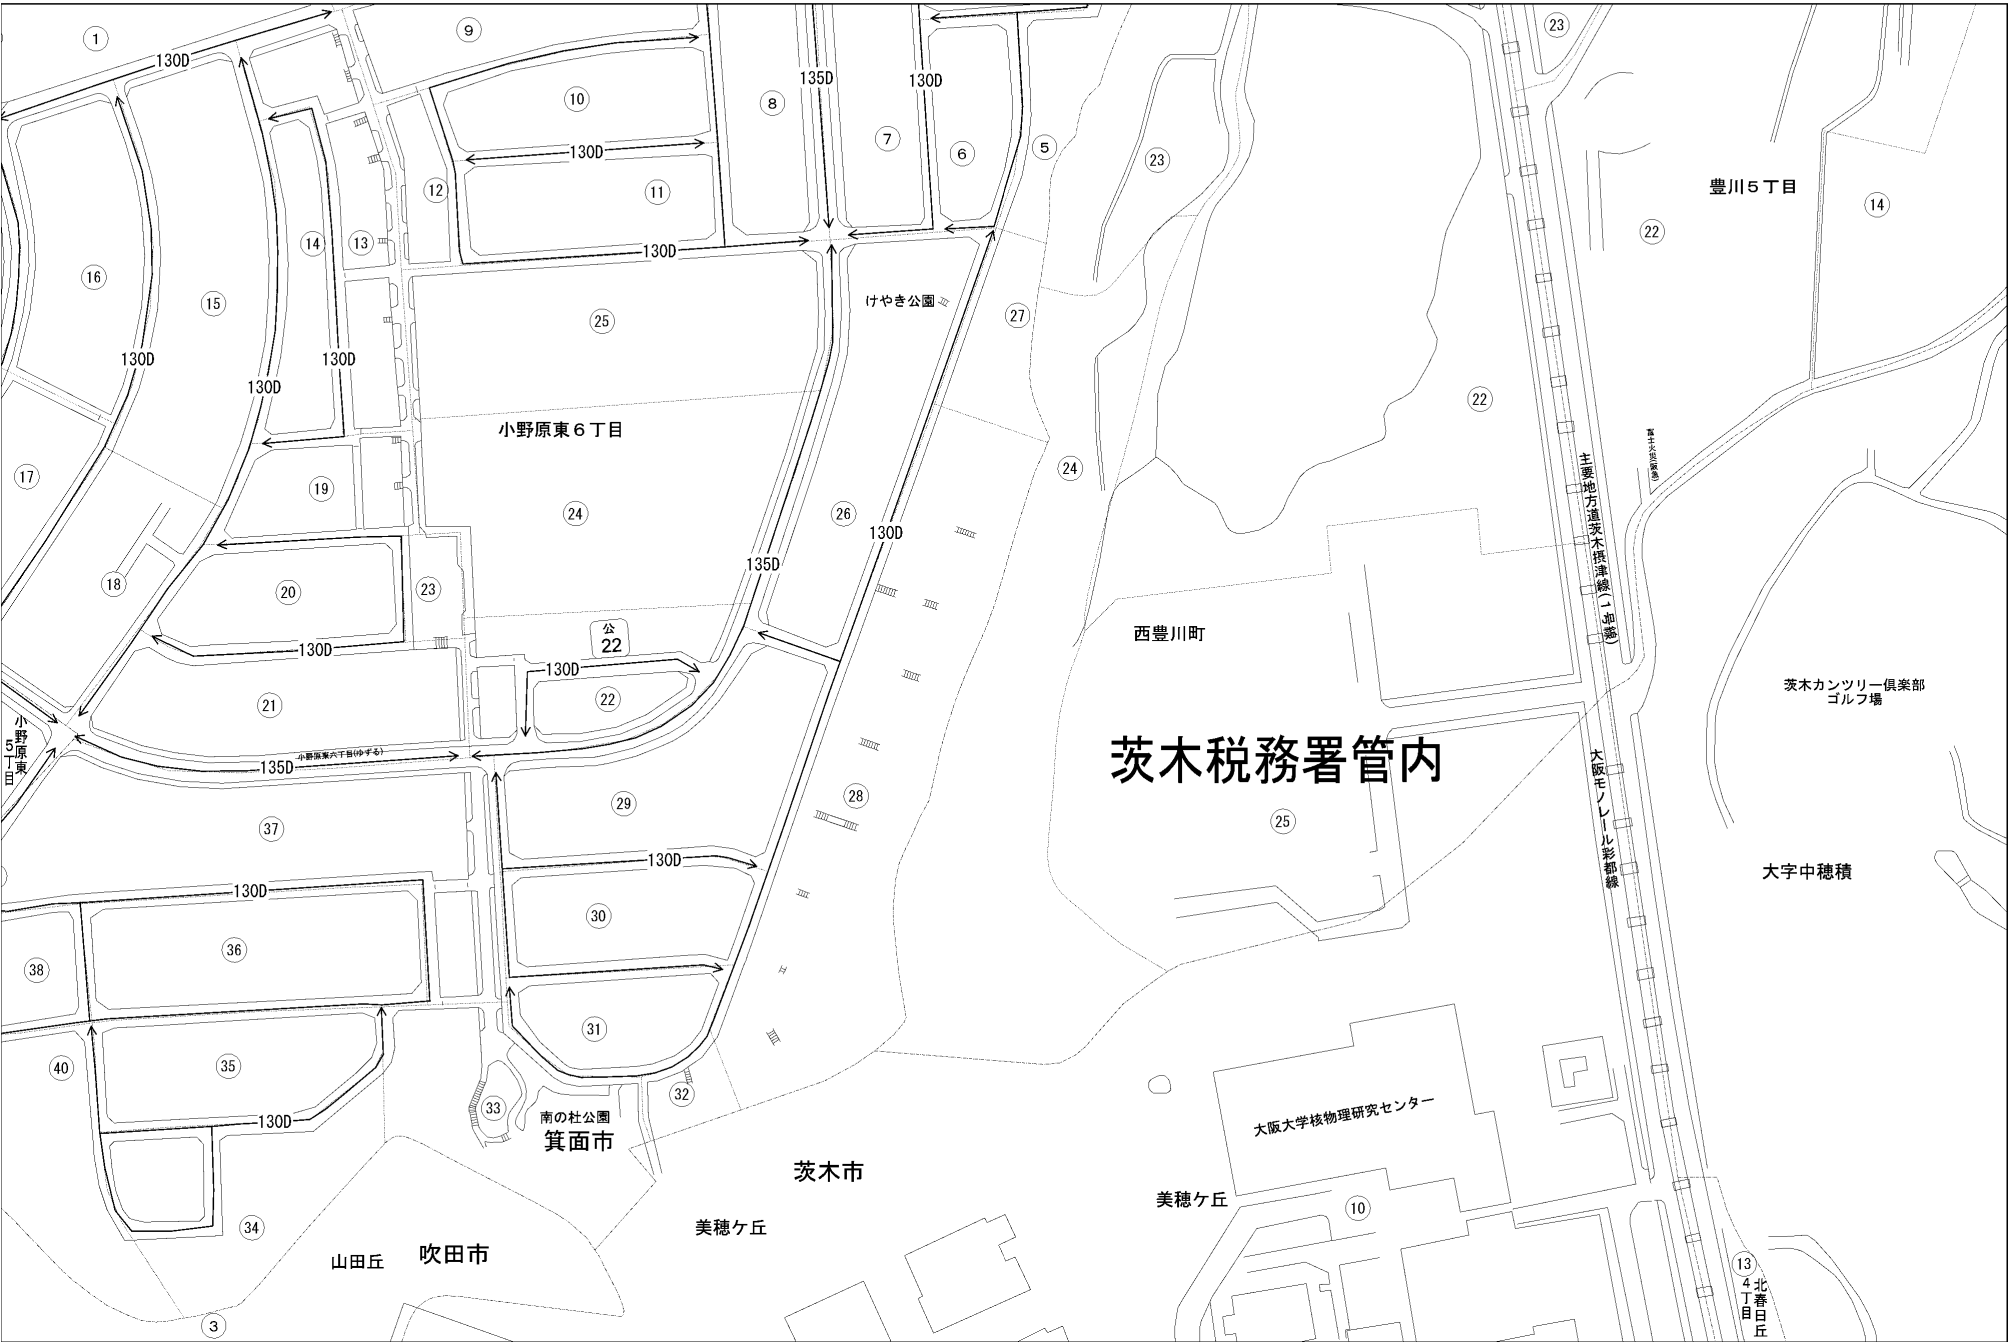 1
9
23
130D
10
135D
8
130D
7
6
5
23
130D
12
11
豊川5丁目
14
22
14
13
130D
16
15
けやき公園
27
25
130D
130D
130D
22
小野原東6丁目
24
17
19
24
26
130D
主要地方道茨木摂津線(1号線)
135D
18
20
23
公
22
西豊川町
130D
130D
22
21
茨木カンツリー倶楽部
ゴルフ場
小野原東
5丁目
小野原東六丁目(ゆずる)
135D
茨木税務署管内
大阪モノレール彩都線
28
29
25
37
130D
大字中穂積
130D
30
36
38
31
35
40
32
33
130D
南の杜公園
箕面市
大阪大学核物理研究センター
茨木市
美穂ケ丘
10
34
美穂ケ丘
山田丘
吹田市
13
北春日丘
4丁目
3